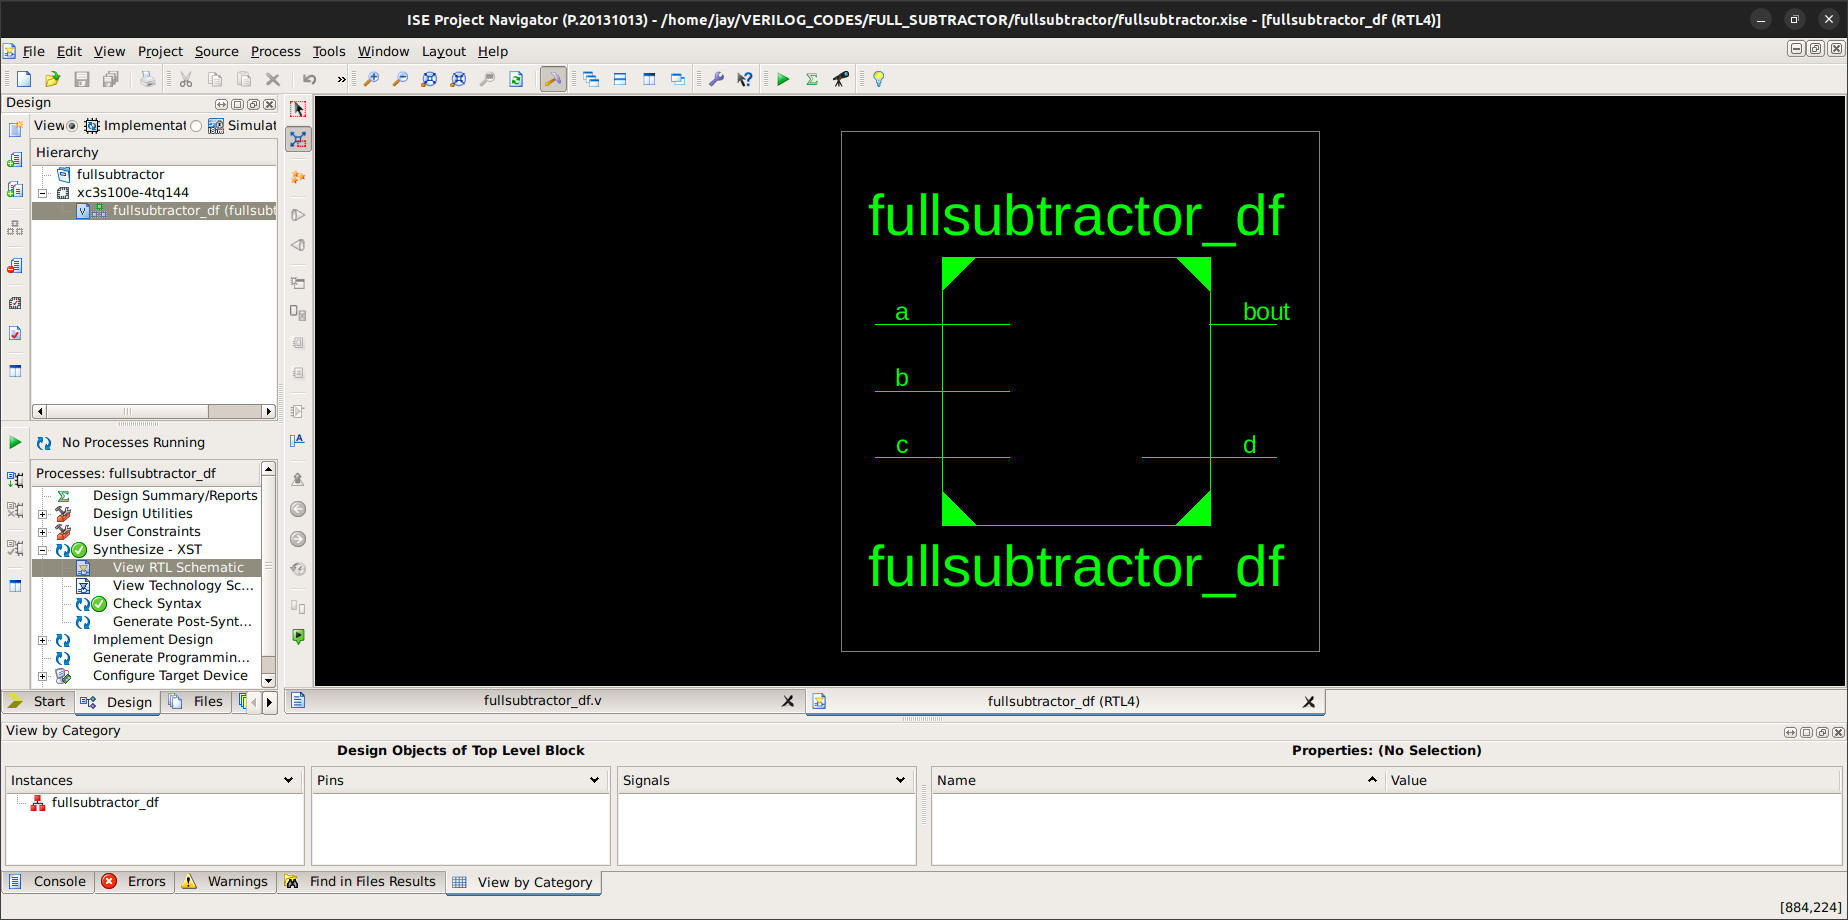 ISE Project Navigator (P.20131013) - /home/jay/VERILOG_CODES/FULL_SUBTRACTOR/fullsubtractor/fullsubtractor.xise - [fullsubtractor_df (RTL4)]
File Edit View Project Source Process Tools Window Layout Help
»
Design
View Implementat Simulat
Hierarchy
fullsubtractor
xc3s100e-4tq144
fullsubtractor_df (fullsubt
No Processes Running
Processes: fullsubtractor_df
Design Summary/Reports
Design Utilities
User Constraints
Synthesize - XST
View RTL Schematic
View Technology Sc...
Check Syntax
Generate Post-Synt...
Implement Design
Generate Programmin...
Configure Target Device
Start Design Files
fullsubtractor_df
a
b
c
bout
d
fullsubtractor_df
fullsubtractor_df.v
fullsubtractor_df (RTL4)
View by Category
Design Objects of Top Level Block
Properties: (No Selection)
Instances
Pins
Signals
Name
Value
fullsubtractor_df
Console Errors Warnings Find in Files Results View by Category
[884,224]